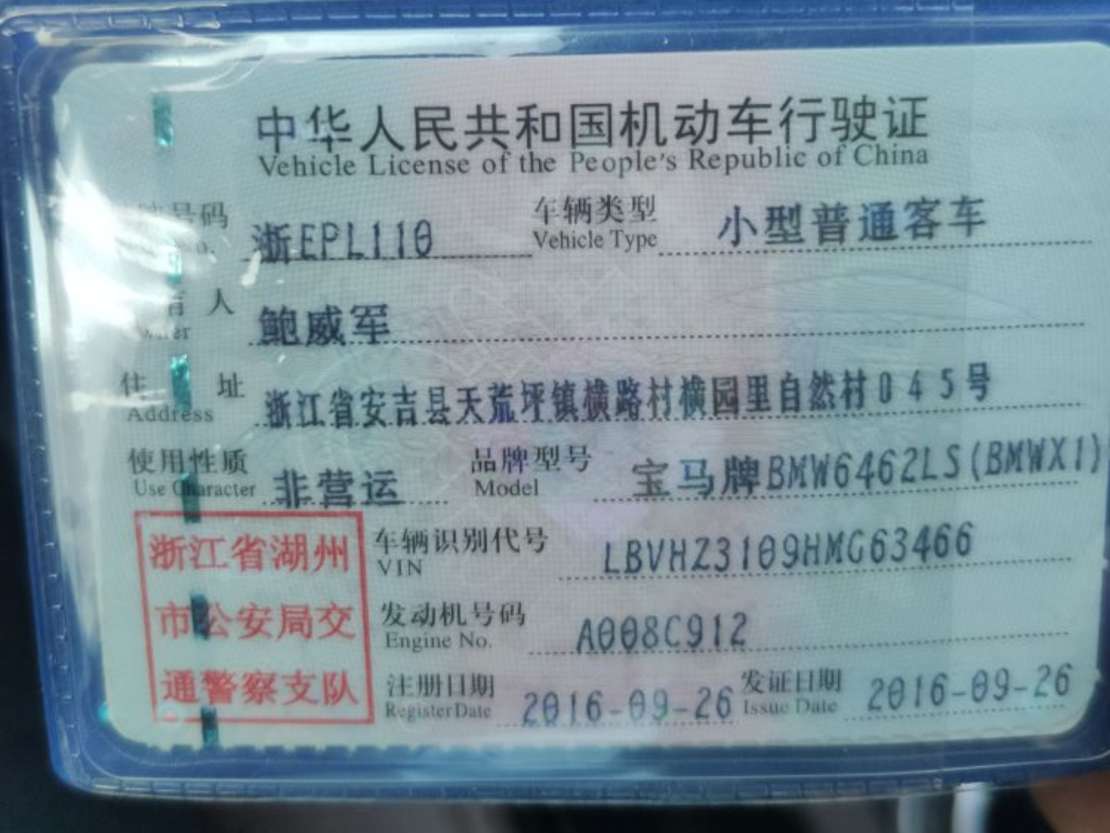 中华人民共和国机动车行驶证
Vehicle License of the People's Republic of China
号码 浙EPL110 车辆类型 小型普通客车
No. Vehicle Type
有 人 鲍威军
Owner
住 址 浙江省安吉县天荒坪镇横路村横园里自然村045号
Address
使用性质 非营运 品牌型号 宝马牌BMW6462LS(BMWX1)
Use Character Model
浙江省湖州 车辆识别代号 LBVHZ3109HMG63466
VIN
市公安局交 发动机号码 A008C912
Engine No.
通警察支队 注册日期 2016-09-26 发证日期 2016-09-26
Register Date Issue Date